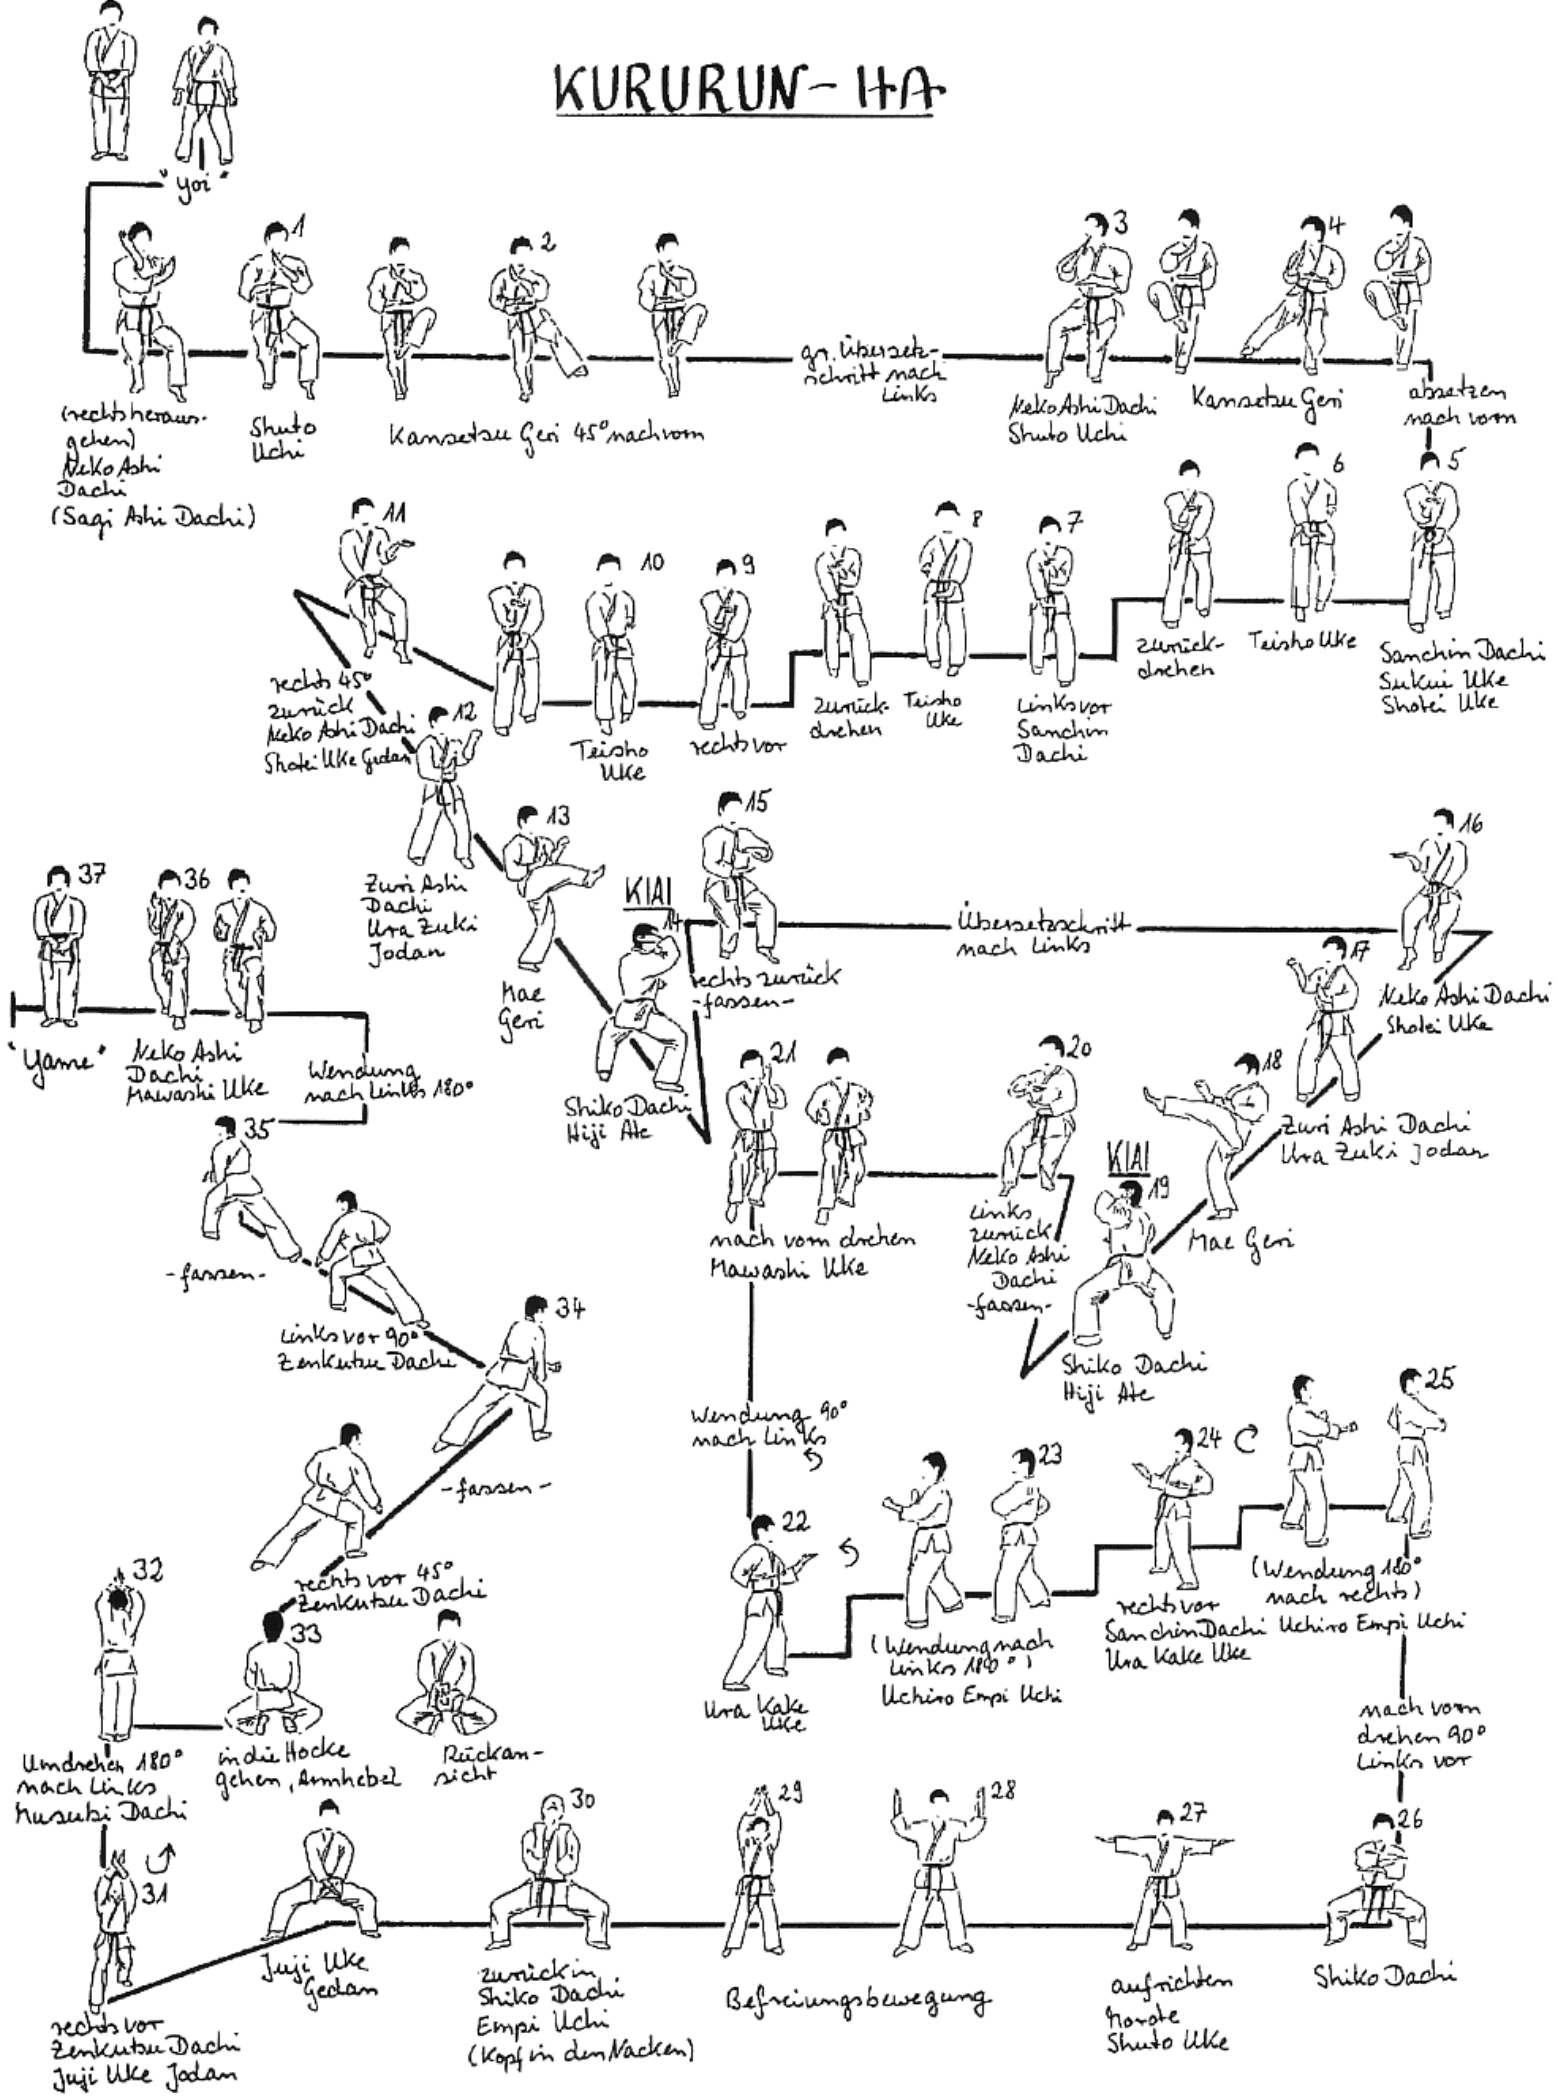 KURURUN-HA
"Yoi"
1
2
3
4
(rechts heraus-
gehen)
Neko Ashi
Dachi
(Sagi Ashi Dachi)
Shuto
Uchi
Kansetsu Geri 45° nach vorn
gr. Übersetz-
schritt nach
Links
Neko Ashi Dachi
Shuto Uchi
Kansetsu Geri
absetzen
nach vorn
5
Sanchin Dachi
Sukui Uke
Shotei Uke
6
Teisho Uke
zurück-
drehen
7
Links vor
Sanchin
Dachi
8
Teisho
Uke
zurück-
drehen
9
rechts vor
10
Teisho
Uke
11
rechts 45°
zurück
Neko Ashi Dachi
Shotei Uke Gedan
12
Zuri Ashi
Dachi
Ura Zuki
Jodan
13
Mae
Geri
KIAI
14
Shiko Dachi
Hiji Ate
15
rechts zurück
-fassen-
Übersetzschritt
nach Links
16
Neko Ashi Dachi
Shotei Uke
17
Zuri Ashi Dachi
Ura Zuki Jodan
18
Mae Geri
KIAI
19
Shiko Dachi
Hiji Ate
20
Links
zurück
Neko Ashi
Dachi
-fassen-
21
nach vorn drehen
Mawashi Uke
Wendung 90°
nach Links
22
Ura Kake
Uke
23
(Wendung nach
Links 180°)
Uchiro Empi Uchi
24
rechts vor
Sanchin Dachi
Ura Kake Uke
25
(Wendung 180°
nach rechts)
Uchiro Empi Uchi
nach vorn
drehen 90°
Links vor
26
Shiko Dachi
27
aufrichten
Morote
Shuto Uke
28
29
Befreiungsbewegung
30
zurück in
Shiko Dachi
Empi Uchi
(Kopf in den Nacken)
Juji Uke
Gedan
31
rechts vor
Zenkutsu Dachi
Juji Uke Jodan
32
Umdrehen 180°
nach Links
Musubi Dachi
33
in die Hocke
gehen, Armhebel
Rückan-
sicht
rechts vor 45°
Zenkutsu Dachi
-fassen-
34
Links vor 90°
Zenkutsu Dachi
-fassen-
35
Wendung
nach Links 180°
36
Neko Ashi
Dachi
Mawashi Uke
37
"Yame"